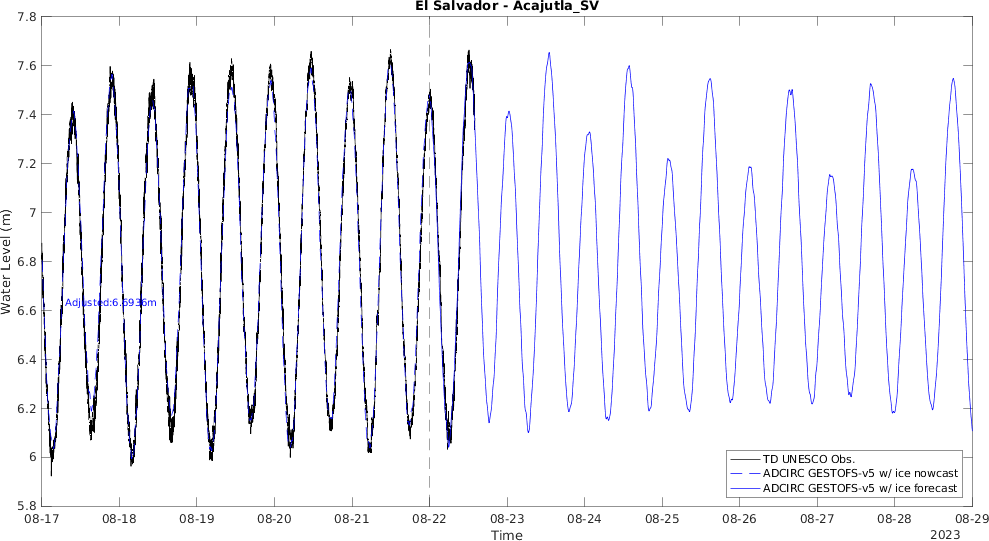 El Salvador - Acajutla_SV
7.8
7.6
7.4
7.2
7
6.8
6.6
6.4
6.2
6
5.8
Water Level (m)
Adjusted:6.6936m
TD UNESCO Obs.
ADCIRC GESTOFS-v5 w/ ice nowcast
ADCIRC GESTOFS-v5 w/ ice forecast
08-17 08-18 08-19 08-20 08-21 08-22 08-23 08-24 08-25 08-26 08-27 08-28 08-29
Time
2023